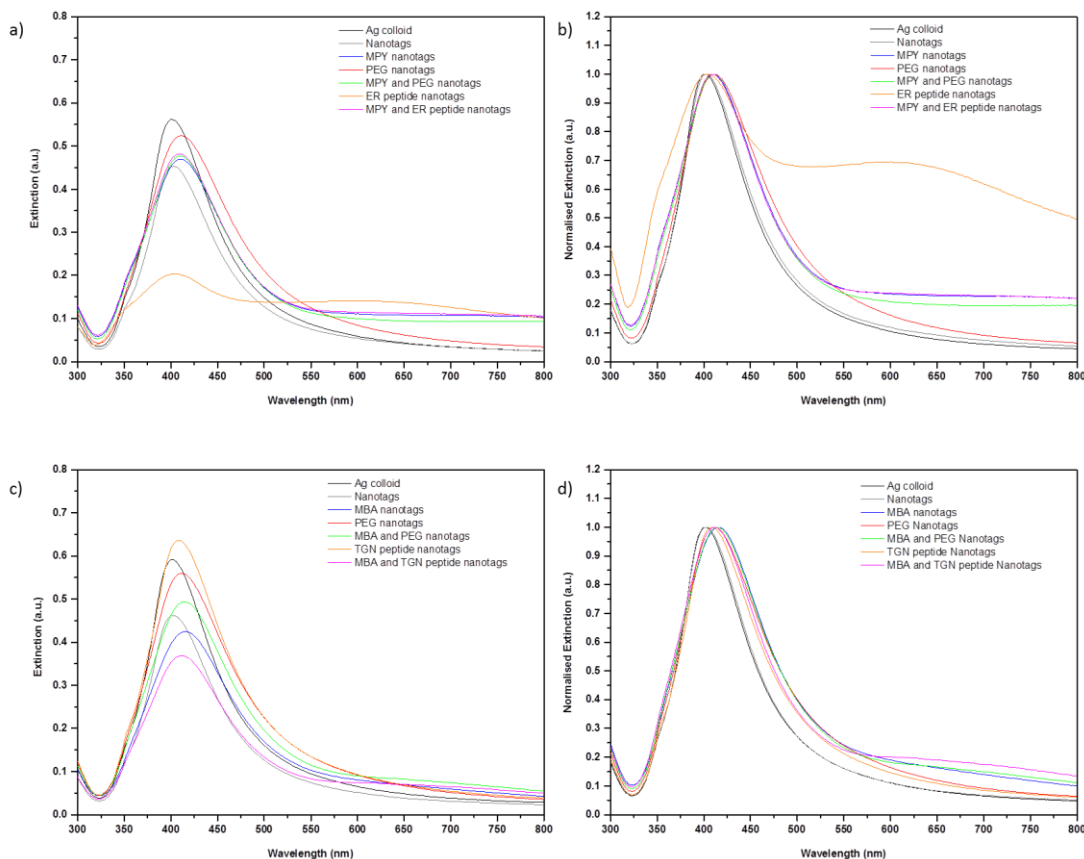 a)
0.8
0.7
0.6
0.5
0.4
0.3
0.2
0.1
0.0
Extinction (a.u.)
Ag colloid
Nanotags
MPY nanotags
PEG nanotags
MPY and PEG nanotags
ER peptide nanotags
MPY and ER peptide nanotags
300 350 400 450 500 550 600 650 700 750 800
Wavelength (nm)
b)
1.2
1.1
1.0
0.9
0.8
0.7
0.6
0.5
0.4
0.3
0.2
0.1
0.0
Normalised Extinction (a.u.)
Ag colloid
Nanotags
MPY nanotags
PEG nanotags
MPY and PEG nanotags
ER peptide nanotags
MPY and ER peptide nanotags
300 350 400 450 500 550 600 650 700 750 800
Wavelength (nm)
c)
0.8
0.7
0.6
0.5
0.4
0.3
0.2
0.1
0.0
Extinction (a.u.)
Ag colloid
Nanotags
MBA nanotags
PEG nanotags
MBA and PEG nanotags
TGN peptide nanotags
MBA and TGN peptide nanotags
300 350 400 450 500 550 600 650 700 750 800
Wavelength (nm)
d)
1.2
1.1
1.0
0.9
0.8
0.7
0.6
0.5
0.4
0.3
0.2
0.1
0.0
Normalised Extinction (a.u.)
Ag colloid
Nanotags
MBA nanotags
PEG Nanotags
MBA and PEG nanotags
TGN peptide Nanotags
MBA and TGN peptide Nanotags
300 350 400 450 500 550 600 650 700 750 800
Wavelength (nm)